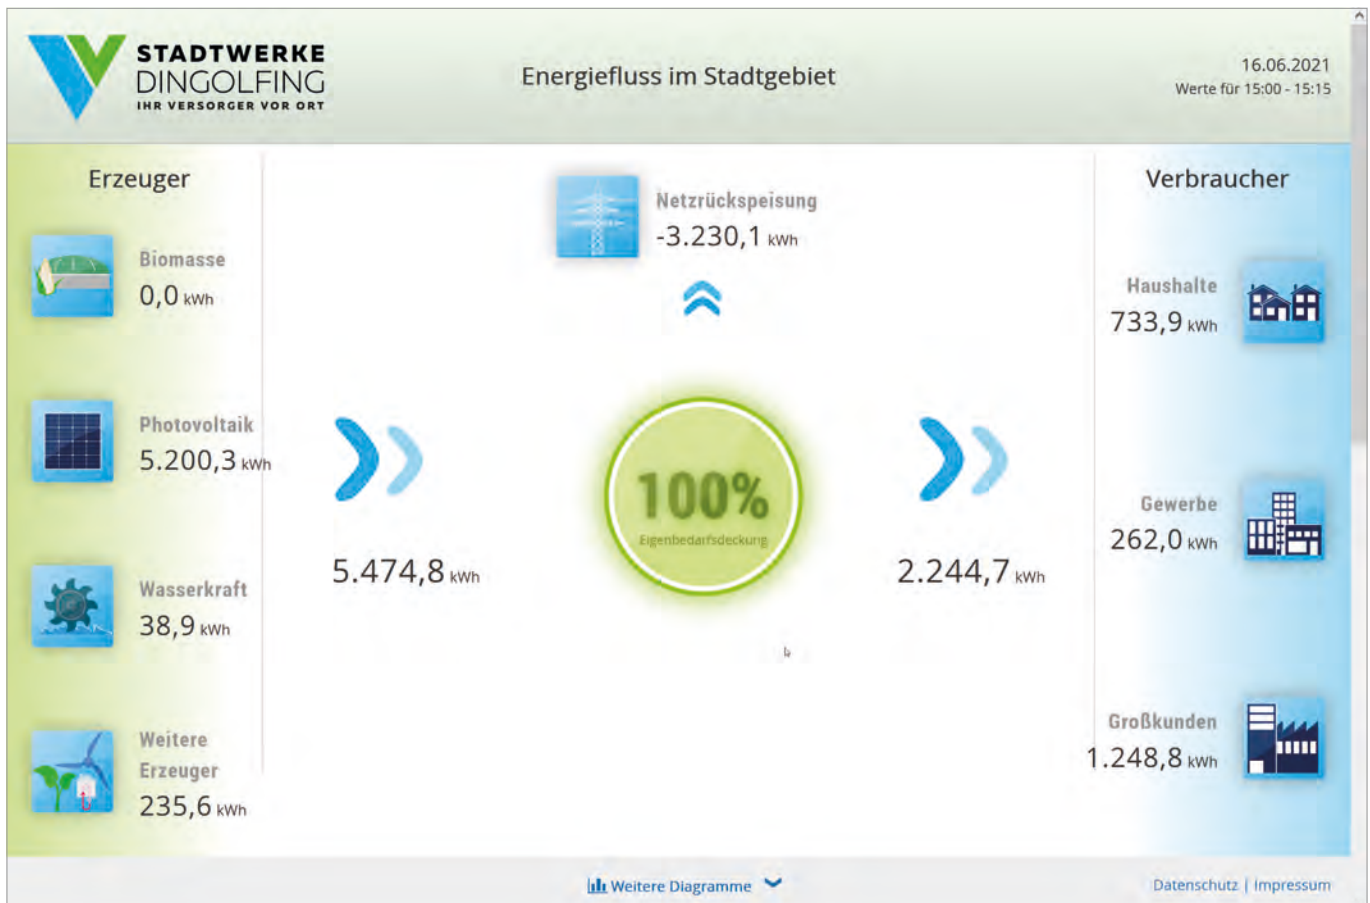 STADTWERKE
DINGOLFING
IHR VERSORGER VOR ORT
Energiefluss im Stadtgebiet
16.06.2021
Werte für 15:00 - 15:15
Erzeuger
Biomasse
0,0 kWh
Photovoltaik
5.200,3 kWh
Wasserkraft
38,9 kWh
Weitere
Erzeuger
235,6 kWh
5.474,8 kWh
Netzrückspeisung
-3.230,1 kWh
100%
Eigenbedarfsdeckung
2.244,7 kWh
Verbraucher
Haushalte
733,9 kWh
Gewerbe
262,0 kWh
Großkunden
1.248,8 kWh
Weitere Diagramme
Datenschutz | Impressum